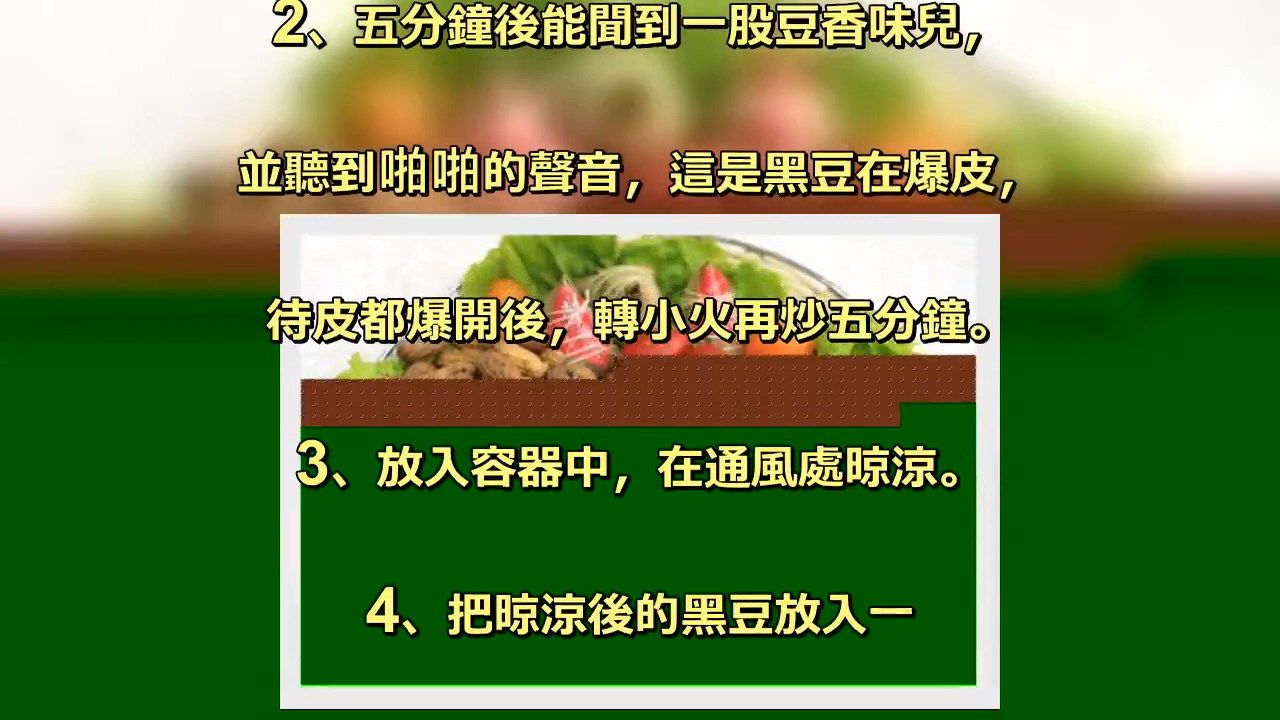 2、五分鐘後能聞到一股豆香味兒,
並聽到啪啪的聲音，這是黑豆在爆皮,
待皮都爆開後，轉小火再炒五分鐘。
3、放入容器中，在通風處晾涼。
4、把晾涼後的黑豆放入一